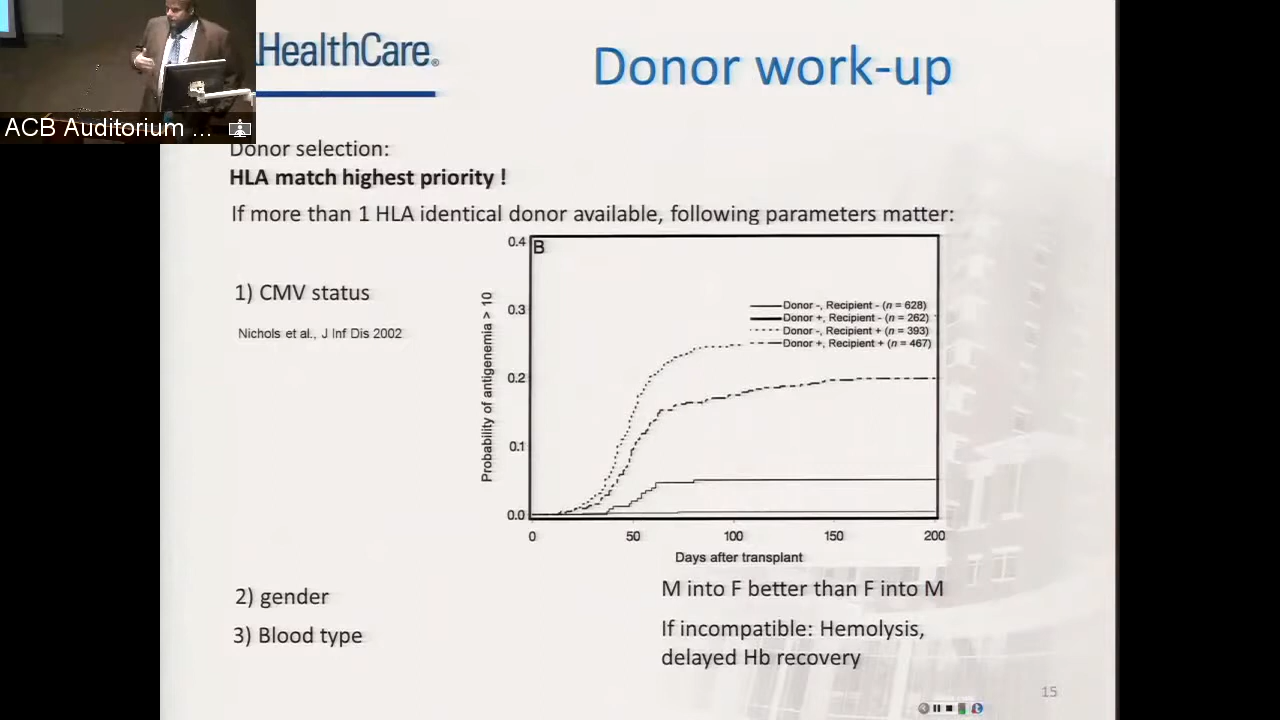 HealthCare®
Donor work-up
ACB Auditorium ...
Donor selection:
HLA match highest priority !
If more than 1 HLA identical donor available, following parameters matter:
1) CMV status
Nichols et al., J Inf Dis 2002
B
0.4
0.3
0.2
0.1
0.0
Probability of antigenemia > 10
Donor -, Recipient - (n = 628)
Donor +, Recipient - (n = 262)
Donor -, Recipient + (n = 393)
Donor +, Recipient + (n = 467)
0 50 100 150 200
Days after transplant
2) gender
M into F better than F into M
3) Blood type
If incompatible: Hemolysis,
delayed Hb recovery
15